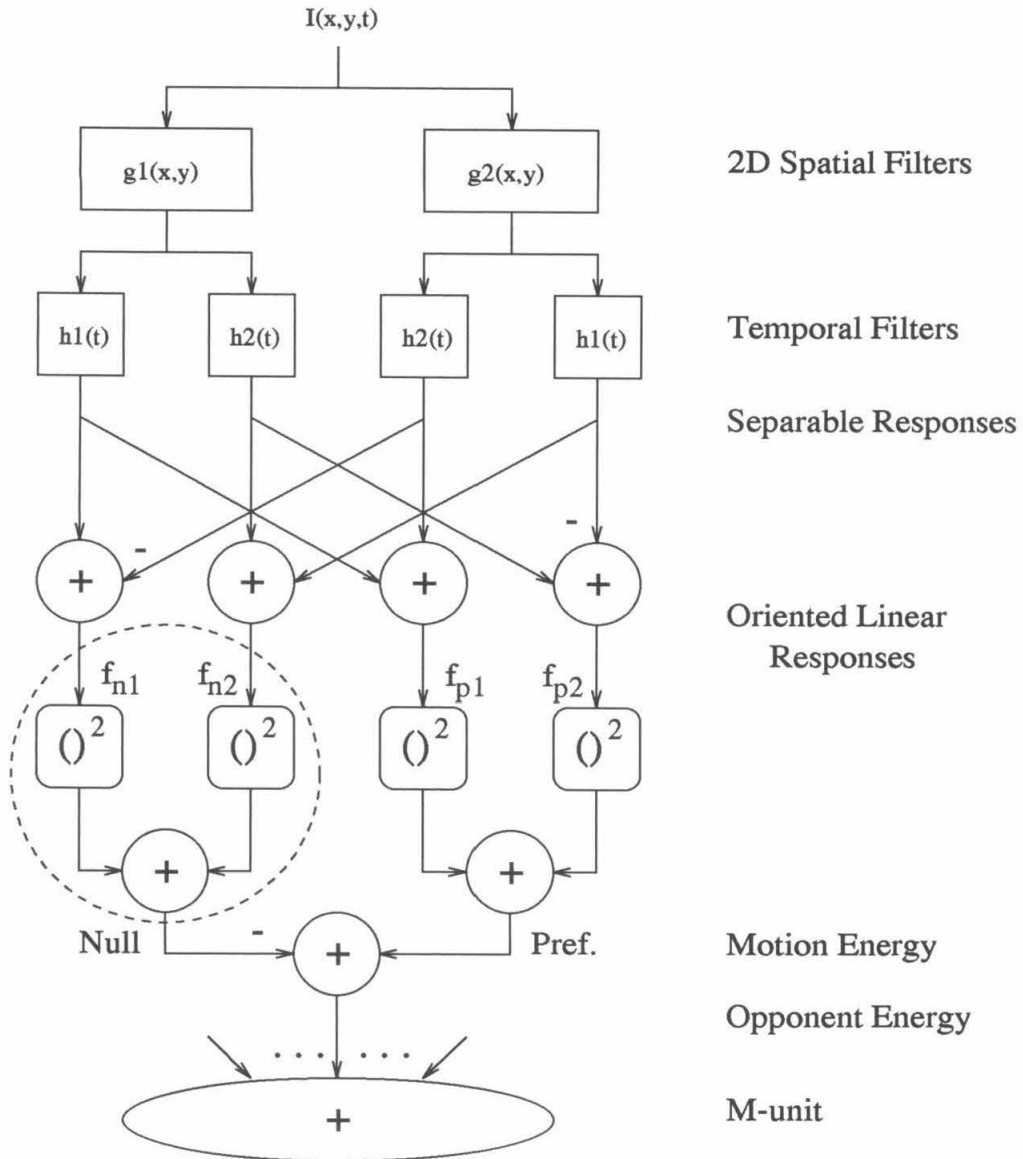 I(x,y,t)
g1(x,y) g2(x,y) 2D Spatial Filters
h1(t) h2(t) h2(t) h1(t) Temporal Filters
Separable Responses
- -
+ + + +
Oriented Linear
Responses
f_n1 f_n2 f_p1 f_p2
()^2 ()^2 ()^2 ()^2
+ +
Null - Pref. Motion Energy
+
Opponent Energy
. . . . . . .
+ M-unit